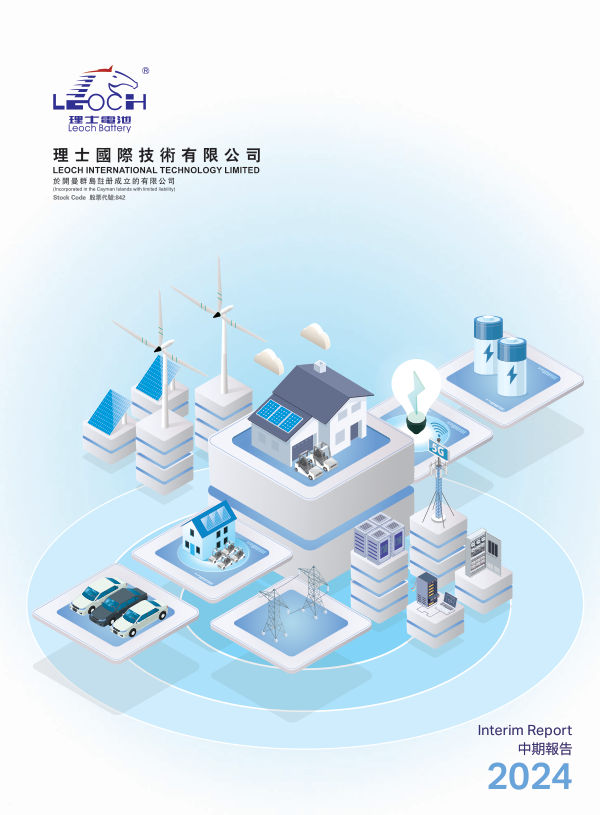 LEOCH®
理士電池
Leoch Battery
理士國際技術有限公司
LEOCH INTERNATIONAL TECHNOLOGY LIMITED
於開曼群島註册成立的有限公司
(Incorporated in the Cayman Islands with limited liability)
Stock Code 股票代號:842
5G
Interim Report
中期報告
2024